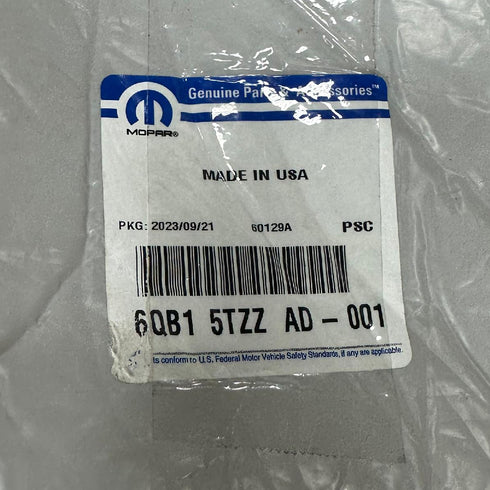 Genuine Parts & Accessories™
MOPAR®
MADE IN USA
PKG: 2023/09/21 60129A PSC
6QB1 5TZZ AD - 001
ts conform to U.S. Federal Motor Vehicle Safety Standards, if any are applicable.